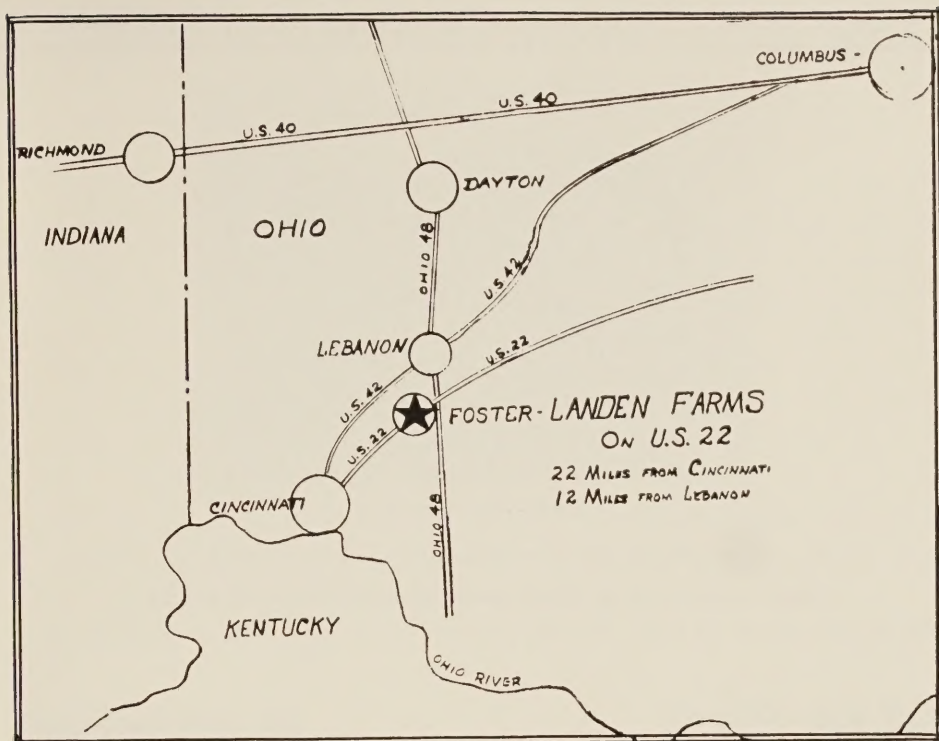 COLUMBUS -
U.S. 40
U.S. 40
RICHMOND
DAYTON
INDIANA
OHIO
OHIO 48
U.S. 42
LEBANON
U.S. 22
U.S. 42
FOSTER - LANDEN FARMS
ON U.S. 22
U.S. 22
22 MILES FROM CINCINNATI
12 MILES FROM LEBANON
CINCINNATI
OHIO 48
KENTUCKY
OHIO RIVER